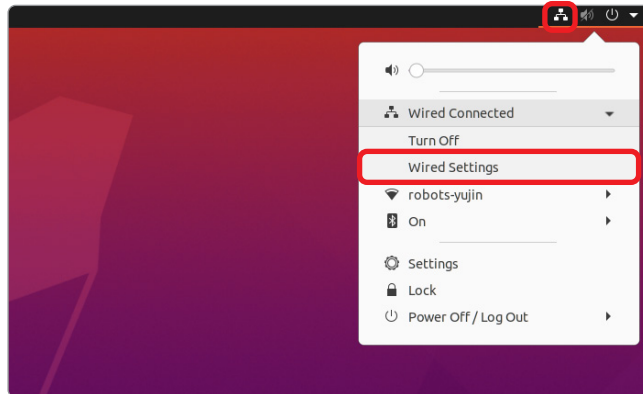 Wired Connected
Turn Off
Wired Settings
robots-yujin
On
Settings
Lock
Power Off / Log Out